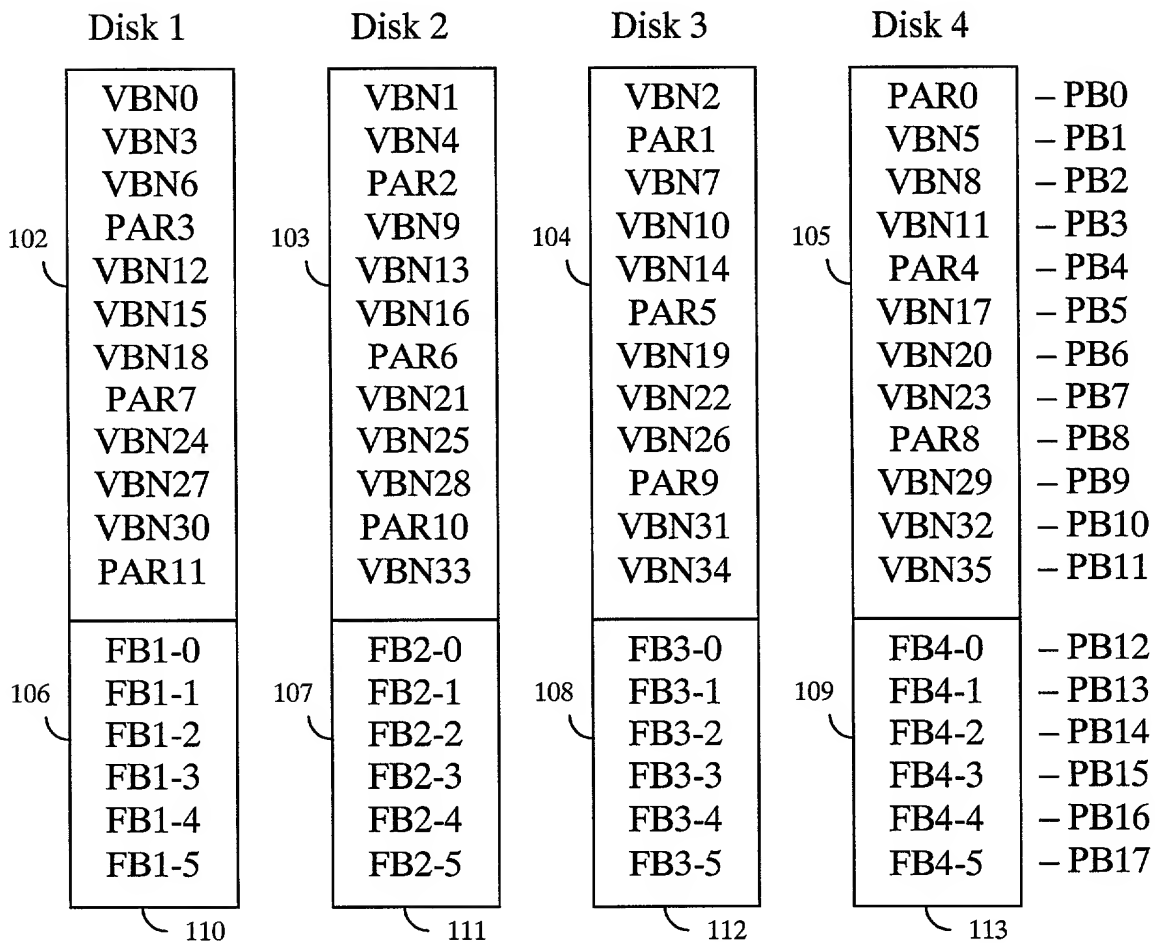 Disk 1 Disk 2 Disk 3 Disk 4
VBN0 VBN1 VBN2 PAR0 – PB0
VBN3 VBN4 PAR1 VBN5 – PB1
VBN6 PAR2 VBN7 VBN8 – PB2
PAR3 VBN9 VBN10 VBN11 – PB3
102 103 104 105
VBN12 VBN13 VBN14 PAR4 – PB4
VBN15 VBN16 PAR5 VBN17 – PB5
VBN18 PAR6 VBN19 VBN20 – PB6
PAR7 VBN21 VBN22 VBN23 – PB7
VBN24 VBN25 VBN26 PAR8 – PB8
VBN27 VBN28 PAR9 VBN29 – PB9
VBN30 PAR10 VBN31 VBN32 – PB10
PAR11 VBN33 VBN34 VBN35 – PB11
FB1-0 FB2-0 FB3-0 FB4-0 – PB12
106 FB1-1 107 FB2-1 108 FB3-1 109 FB4-1 – PB13
FB1-2 FB2-2 FB3-2 FB4-2 – PB14
FB1-3 FB2-3 FB3-3 FB4-3 – PB15
FB1-4 FB2-4 FB3-4 FB4-4 – PB16
FB1-5 FB2-5 FB3-5 FB4-5 – PB17
110 111 112 113